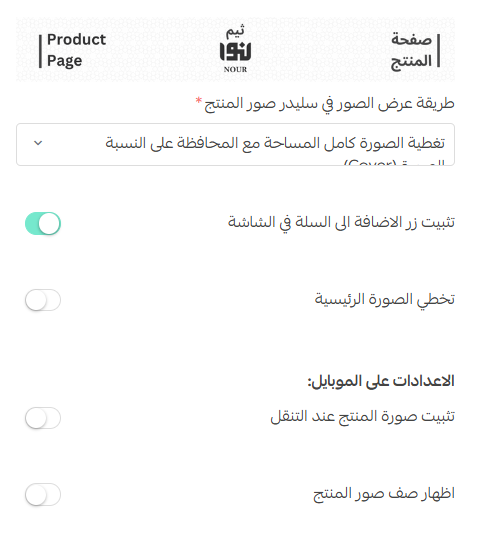 صفحة
المنتج
ثيم
نور
NOUR
Product
Page
طريقة عرض الصور في سليدر صور المنتج*
تغطية الصورة كامل المساحة مع المحافظة على النسبة
(Cover)
تثبيت زر الاضافة الى السلة في الشاشة
تخطي الصورة الرئيسية
الاعدادات على الموبايل:
تثبيت صورة المنتج عند التنقل
اظهار صف صور المنتج